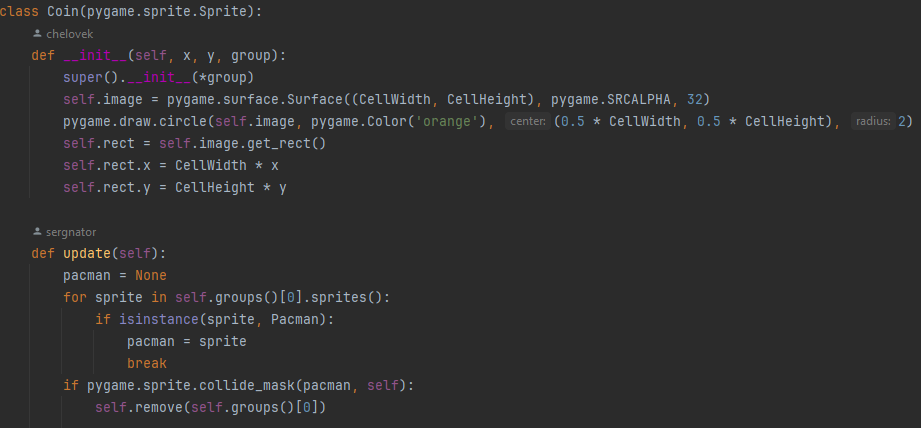 class Coin(pygame.sprite.Sprite):
chelovek
def __init__(self, x, y, group):
super().__init__(*group)
self.image = pygame.surface.Surface((CellWidth, CellHeight), pygame.SRCALPHA, 32)
pygame.draw.circle(self.image, pygame.Color('orange'), center: (0.5 * CellWidth, 0.5 * CellHeight), radius: 2)
self.rect = self.image.get_rect()
self.rect.x = CellWidth * x
self.rect.y = CellHeight * y
sergnator
def update(self):
pacman = None
for sprite in self.groups()[0].sprites():
if isinstance(sprite, Pacman):
pacman = sprite
break
if pygame.sprite.collide_mask(pacman, self):
self.remove(self.groups()[0])